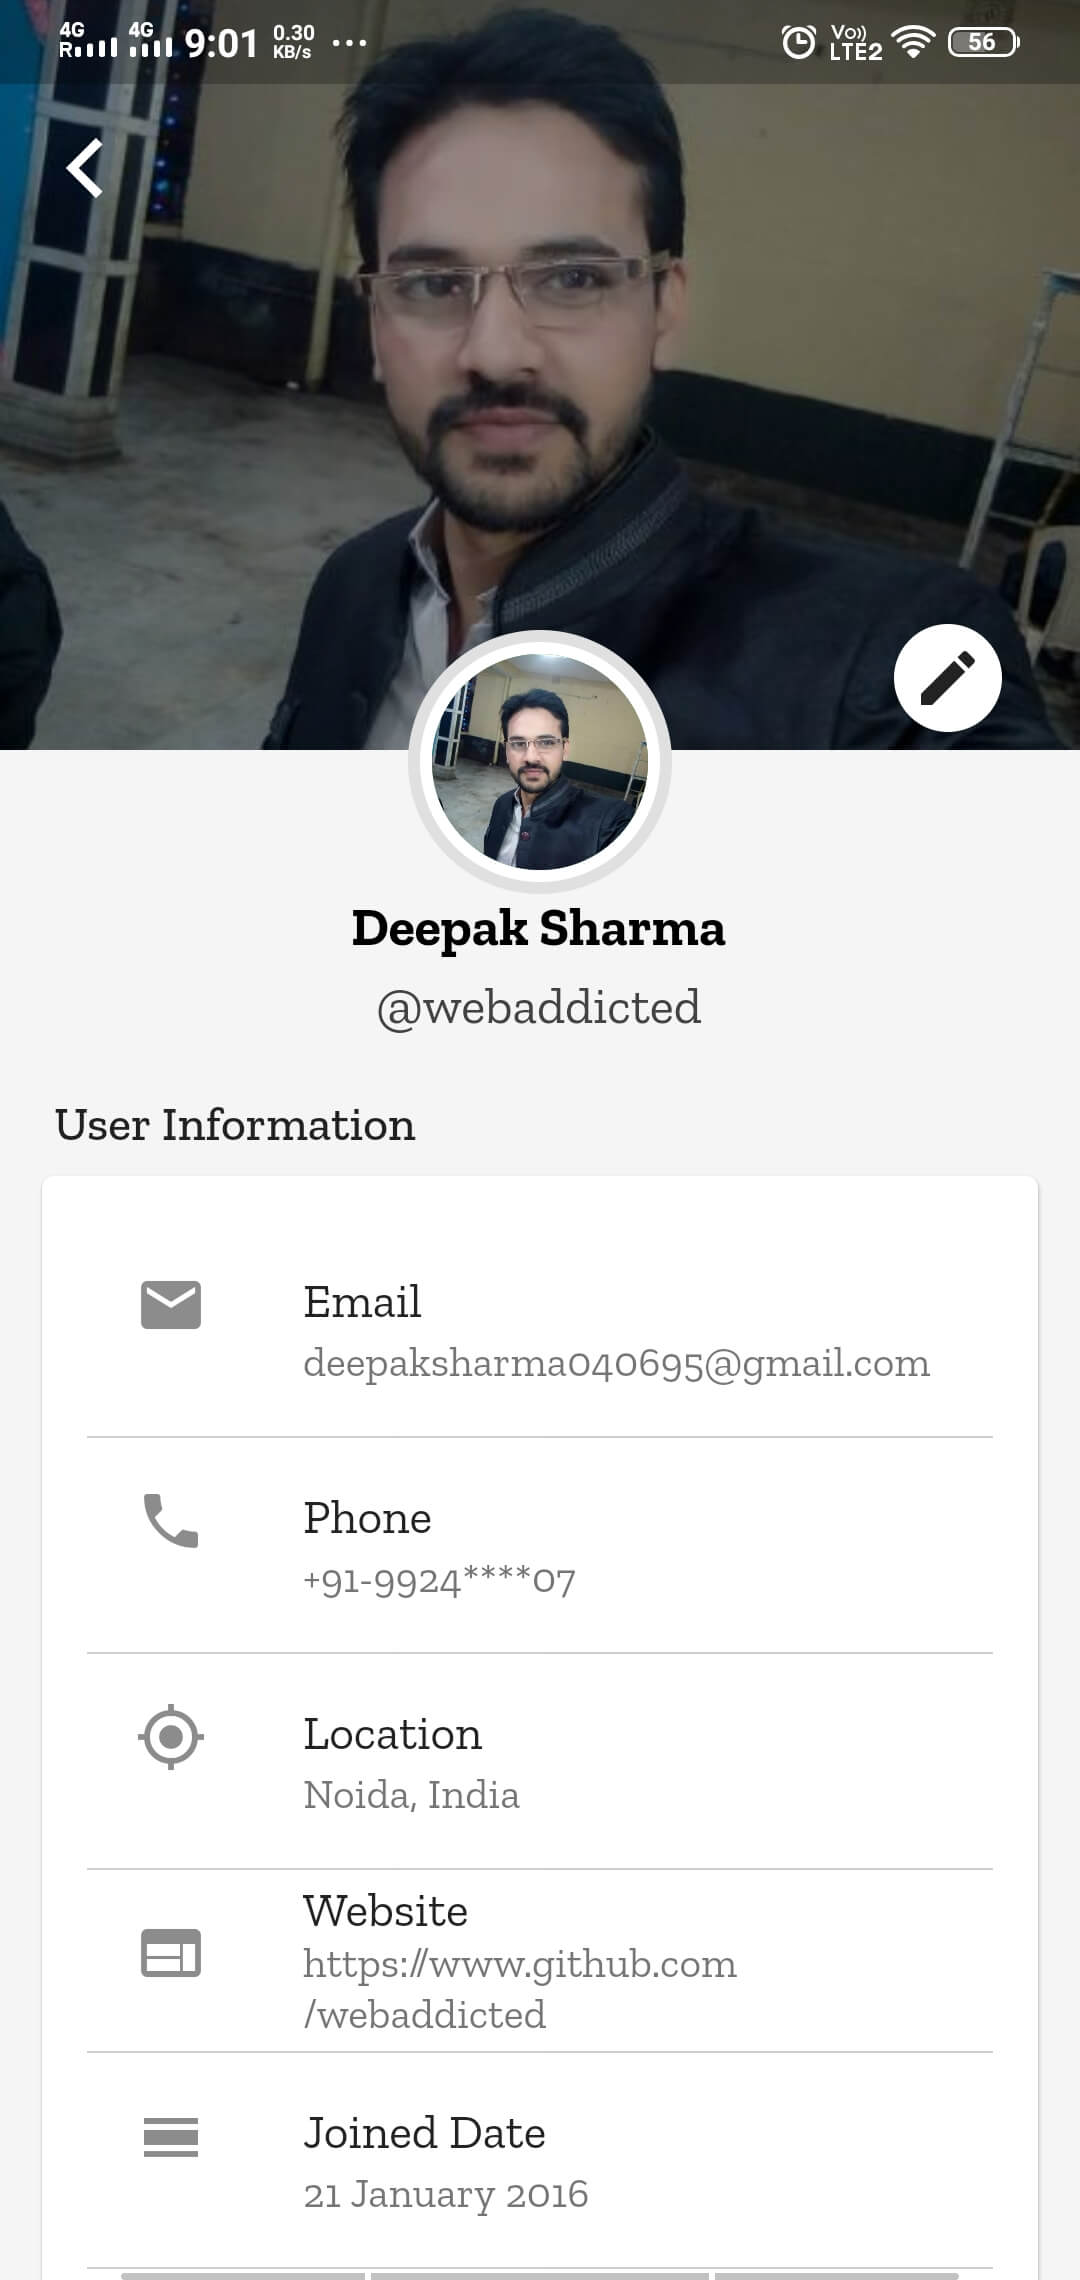 4G 4G 9:01 0.30 Vo)) 56
R KB/s LTE2
Deepak Sharma
@webaddicted
User Information
Email
deepaksharma040695@gmail.com
Phone
+91-9924****07
Location
Noida, India
Website
https://www.github.com
/webaddicted
Joined Date
21 January 2016